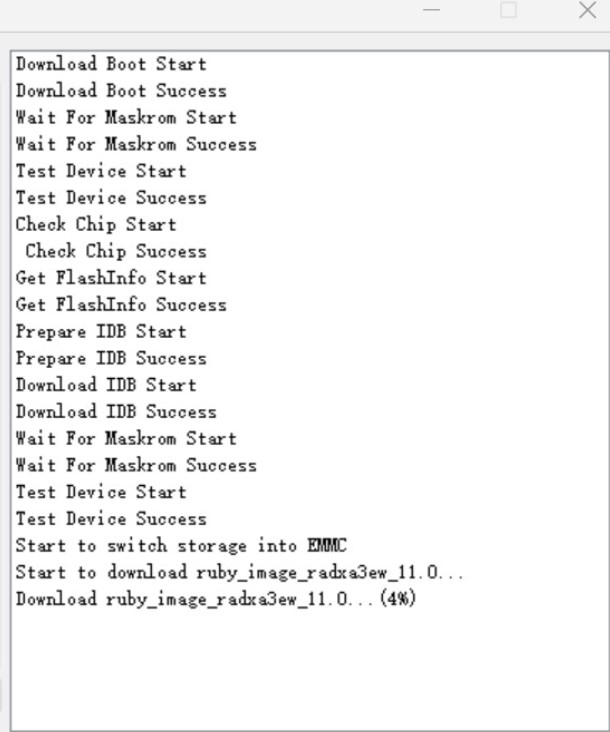 Download Boot Start
Download Boot Success
Wait For Maskrom Start
Wait For Maskrom Success
Test Device Start
Test Device Success
Check Chip Start
Check Chip Success
Get FlashInfo Start
Get FlashInfo Success
Prepare IDB Start
Prepare IDB Success
Download IDB Start
Download IDB Success
Wait For Maskrom Start
Wait For Maskrom Success
Test Device Start
Test Device Success
Start to switch storage into EMMC
Start to download ruby_image_radxa3ew_11.0...
Download ruby_image_radxa3ew_11.0...(4%)